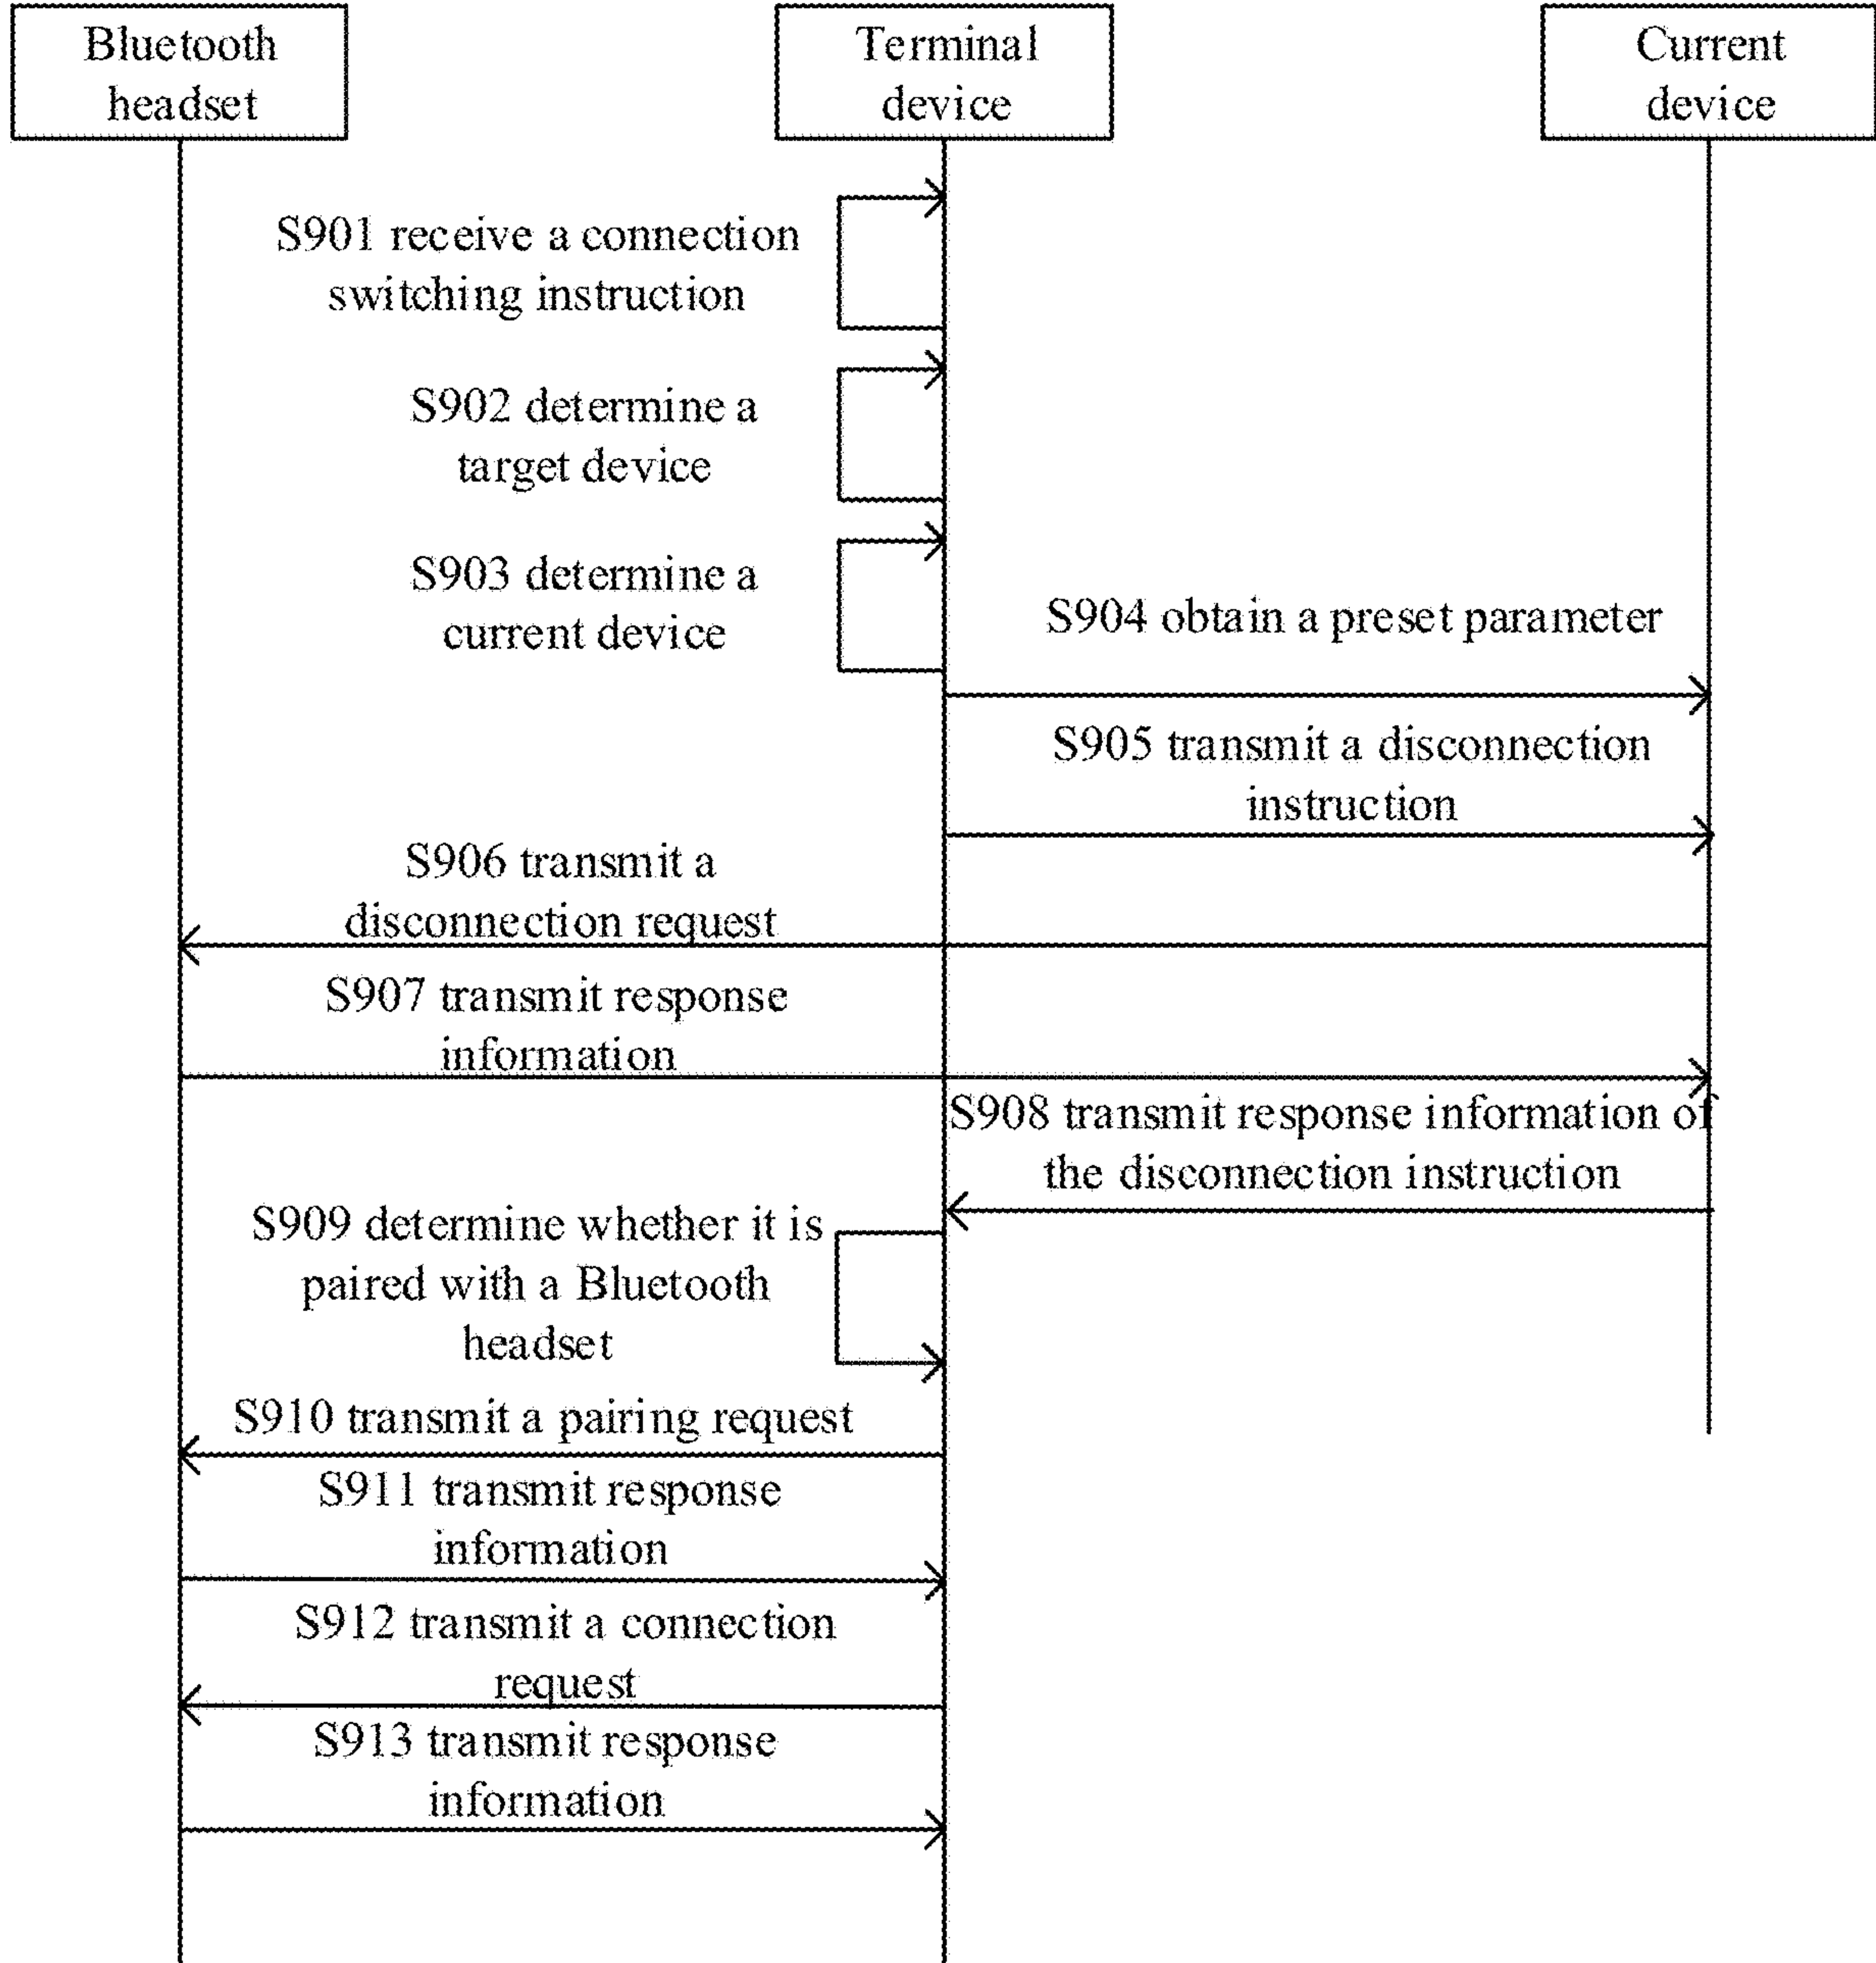 Bluetooth
headset
Terminal
device
Current
device
S901 receive a connection
switching instruction
S902 determine a
target device
S903 determine a
current device
S904 obtain a preset parameter
S905 transmit a disconnection
instruction
S906 transmit a
disconnection request
S907 transmit response
information
S908 transmit response information of
the disconnection instruction
S909 determine whether it is
paired with a Bluetooth
headset
S910 transmit a pairing request
S911 transmit response
information
S912 transmit a connection
request
S913 transmit response
information